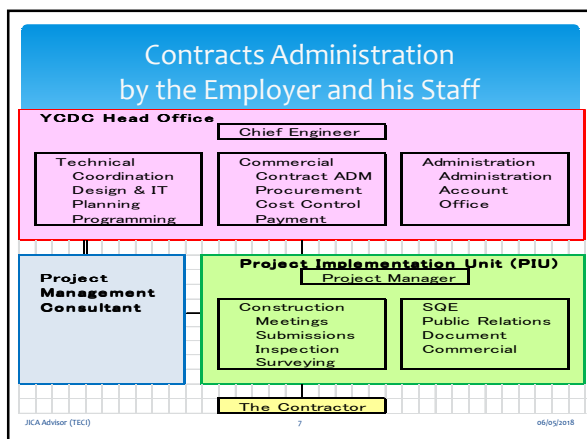 Contracts Administration
by the Employer and his Staff
YCDC Head Office
Chief Engineer
Technical
Coordination
Design & IT
Planning
Programming
Commercial
Contract ADM
Procurement
Cost Control
Payment
Administration
Administration
Account
Office
Project
Management
Consultant
Project Implementation Unit (PIU)
Project Manager
Construction
Meetings
Submissions
Inspection
Surveying
SQE
Public Relations
Document
Commercial
The Contractor
JICA Advisor (TECI)
7
06/05/2018